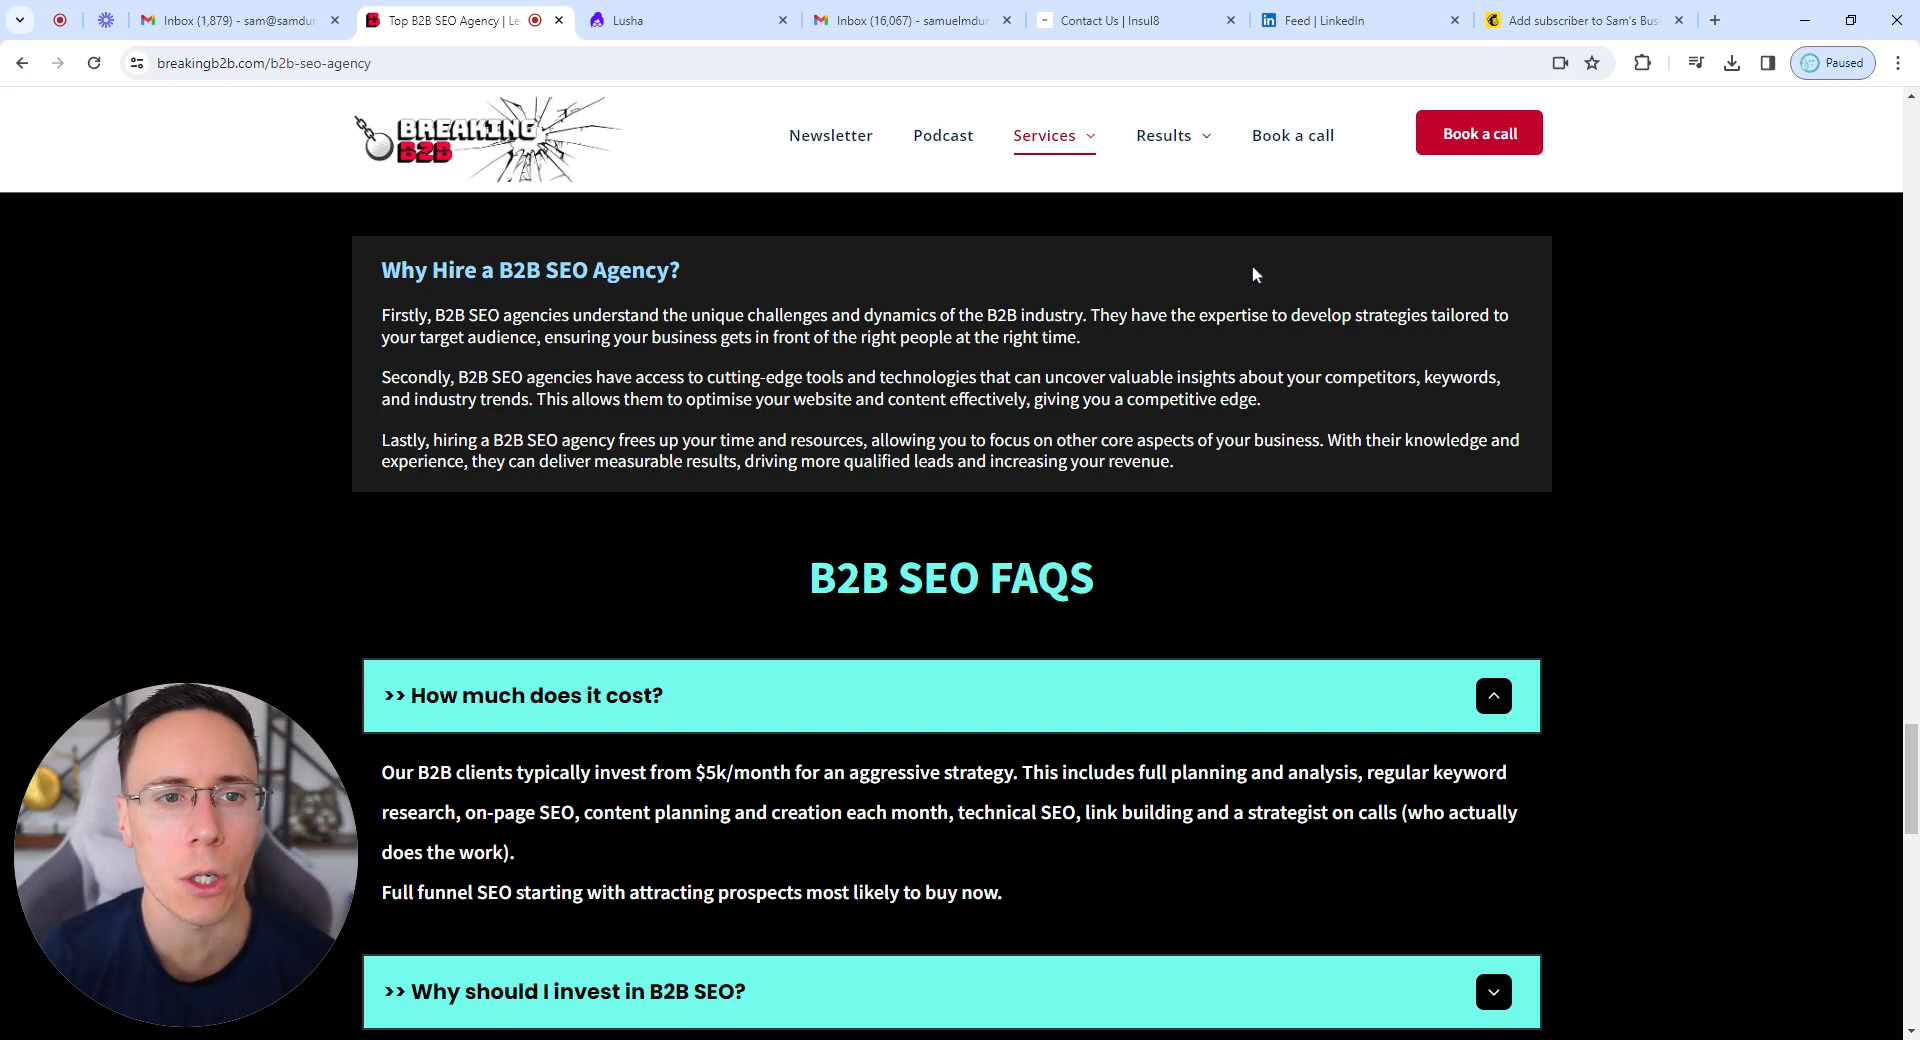 Inbox (1,879) - sam@samdun
Top B2B SEO Agency | Le
Lusha
Inbox (16,067) - samuelmdun
Contact Us | Insul8
Feed | LinkedIn
Add subscriber to Sam's Busi
breakingb2b.com/b2b-seo-agency
Paused
BREAKING
B2B
Newsletter
Podcast
Services
Results
Book a call
Book a call
Why Hire a B2B SEO Agency?
Firstly, B2B SEO agencies understand the unique challenges and dynamics of the B2B industry. They have the expertise to develop strategies tailored to
your target audience, ensuring your business gets in front of the right people at the right time.
Secondly, B2B SEO agencies have access to cutting-edge tools and technologies that can uncover valuable insights about your competitors, keywords,
and industry trends. This allows them to optimise your website and content effectively, giving you a competitive edge.
Lastly, hiring a B2B SEO agency frees up your time and resources, allowing you to focus on other core aspects of your business. With their knowledge and
experience, they can deliver measurable results, driving more qualified leads and increasing your revenue.
B2B SEO FAQS
>> How much does it cost?
Our B2B clients typically invest from $5k/month for an aggressive strategy. This includes full planning and analysis, regular keyword
research, on-page SEO, content planning and creation each month, technical SEO, link building and a strategist on calls (who actually
does the work).
Full funnel SEO starting with attracting prospects most likely to buy now.
>> Why should I invest in B2B SEO?